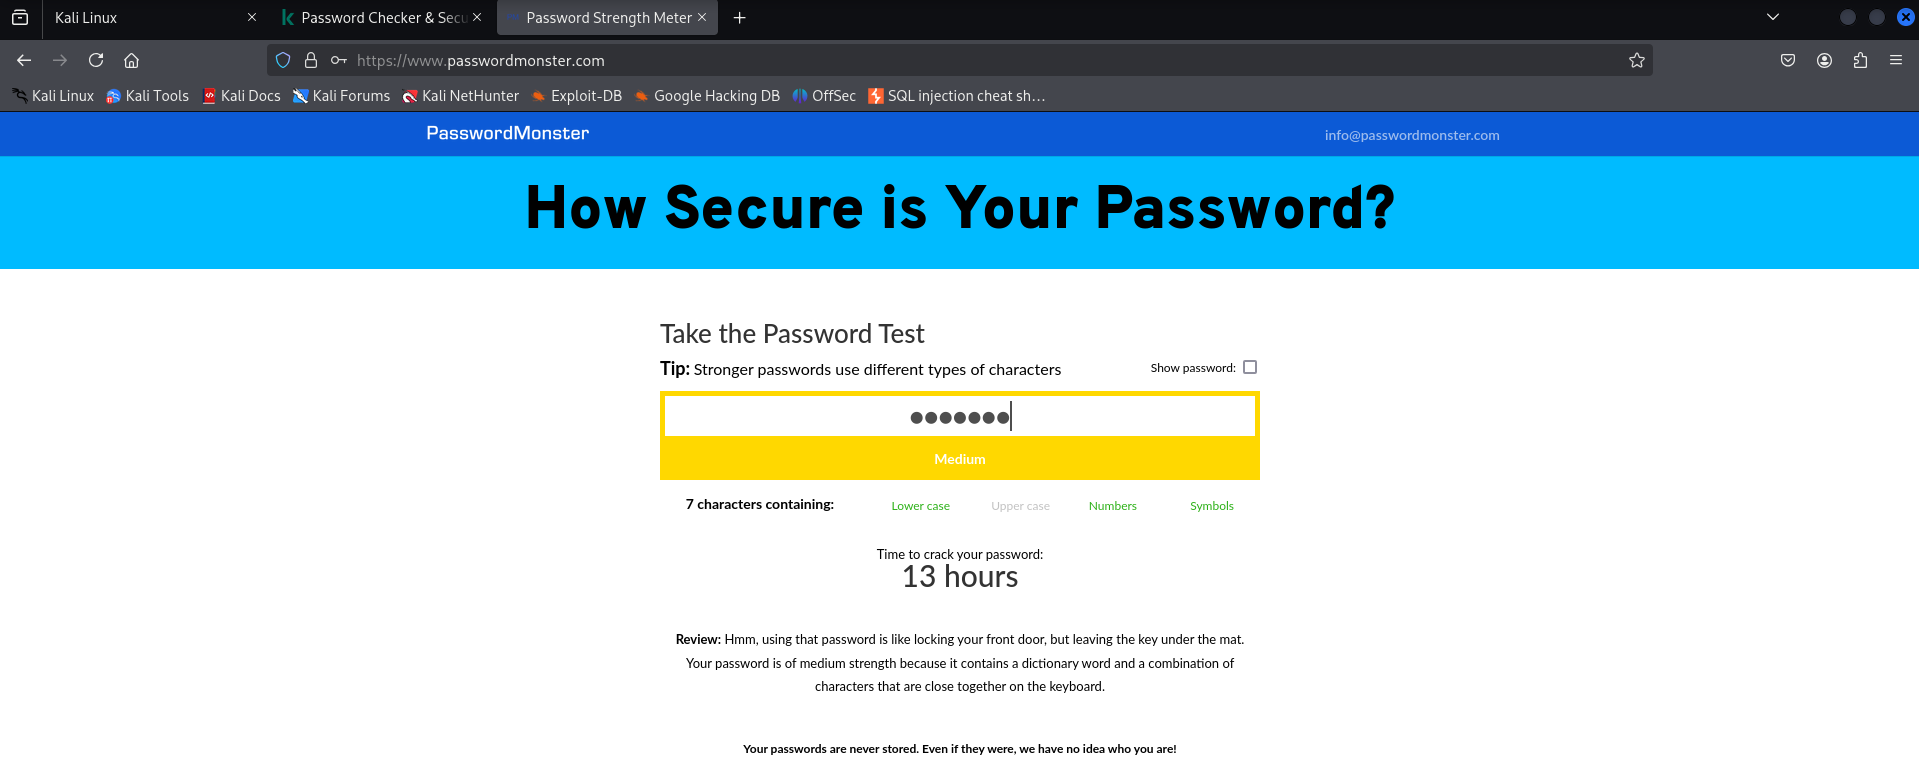 Kali Linux
Password Checker & Secu
Password Strength Meter
https://www.passwordmonster.com
Kali Linux
Kali Tools
Kali Docs
Kali Forums
Kali NetHunter
Exploit-DB
Google Hacking DB
OffSec
SQL injection cheat sh…
PasswordMonster
info@passwordmonster.com
How Secure is Your Password?
Take the Password Test
Tip: Stronger passwords use different types of characters
Show password:
●●●●●●●
Medium
7 characters containing:
Lower case
Upper case
Numbers
Symbols
Time to crack your password:
13 hours
Review: Hmm, using that password is like locking your front door, but leaving the key under the mat.
Your password is of medium strength because it contains a dictionary word and a combination of
characters that are close together on the keyboard.
Your passwords are never stored. Even if they were, we have no idea who you are!